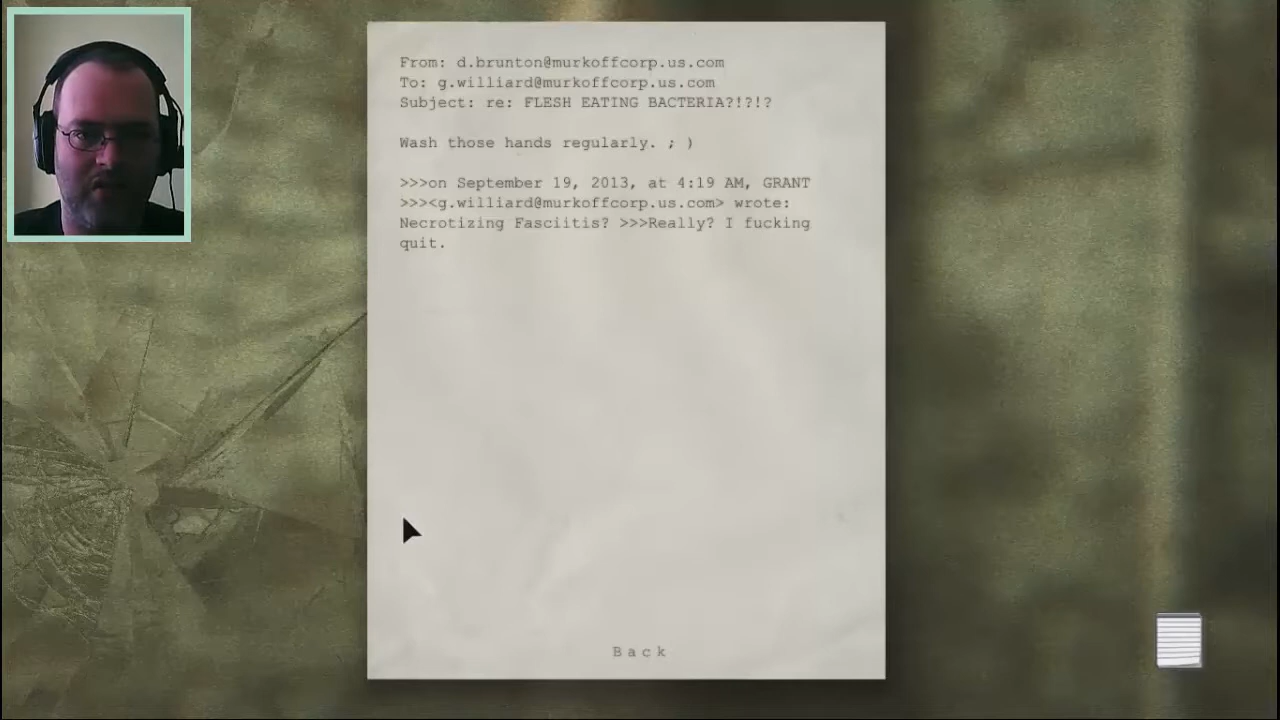 From: d.brunton@murkoffcorp.us.com
To: g.williard@murkoffcorp.us.com
Subject: re: FLESH EATING BACTERIA?!?!?
Wash those hands regularly. ; )
>>>on September 19, 2013, at 4:19 AM, GRANT
>>><g.williard@murkoffcorp.us.com> wrote:
Necrotizing Fasciitis? >>>Really? I fucking
quit.
Back